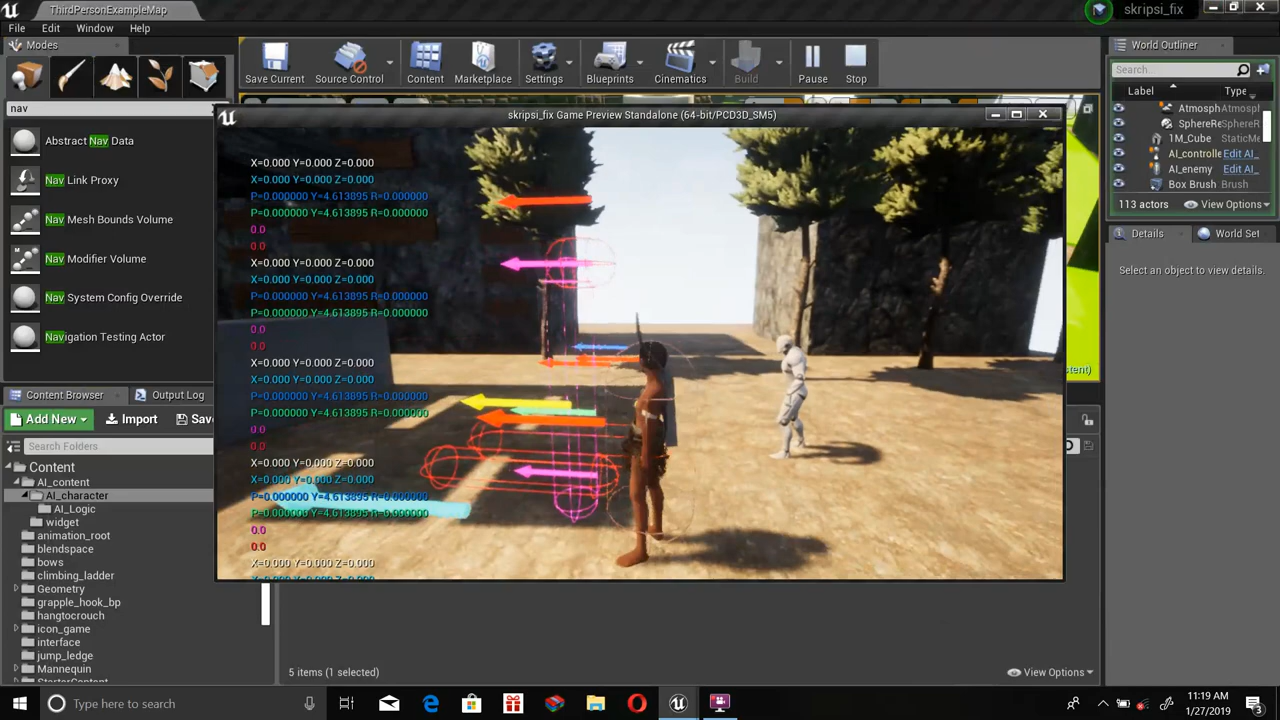 ThirdPersonExampleMap
skripsi_fix
File Edit Window Help
Modes
World Outliner
Save Current
Source Control
Content
Marketplace
Settings
Blueprints
Cinematics
Build
Pause
Stop
Search...
Label
Type
nav
skripsi_fix Game Preview Standalone (64-bit/PCD3D_SM5)
Atmosph Atmospl
SphereRe SphereRe
1M_Cube StaticMe
AI_controlle Edit AI_
AI_enemy Edit AI_
Box Brush Brush
113 actors
View Options
Details
World Set
Select an object to view details.
Abstract Nav Data
Nav Link Proxy
Nav Mesh Bounds Volume
Nav Modifier Volume
Nav System Config Override
Navigation Testing Actor
X=0.000 Y=0.000 Z=0.000
X=0.000 Y=0.000 Z=0.000
P=0.000000 Y=4.613895 R=0.000000
P=0.000000 Y=4.613895 R=0.000000
0.0
0.0
X=0.000 Y=0.000 Z=0.000
X=0.000 Y=0.000 Z=0.000
P=0.000000 Y=4.613895 R=0.000000
P=0.000000 Y=4.613895 R=0.000000
0.0
0.0
X=0.000 Y=0.000 Z=0.000
X=0.000 Y=0.000 Z=0.000
P=0.000000 Y=4.613895 R=0.000000
P=0.000000 Y=4.613895 R=0.000000
0.0
0.0
X=0.000 Y=0.000 Z=0.000
X=0.000 Y=0.000 Z=0.000
P=0.000000 Y=4.613895 R=0.000000
P=0.000000 Y=4.613895 R=0.000000
0.0
0.0
X=0.000 Y=0.000 Z=0.000
tent)
Content Browser
Output Log
Add New
Import
Sav
Search Folders
Content
AI_content
AI_character
AI_Logic
widget
animation_root
blendspace
bows
climbing_ladder
Geometry
grapple_hook_bp
hangtocrouch
icon_game
interface
jump_ledge
Mannequin
5 items (1 selected)
View Options
Type here to search
11:19 AM
1/27/2019
3